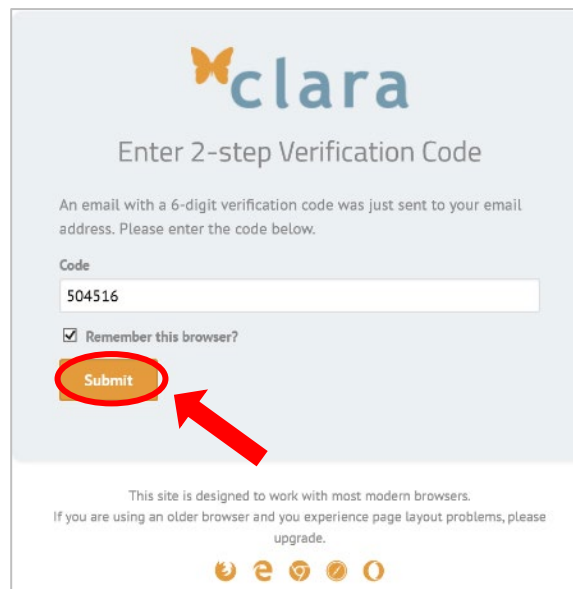 clara
Enter 2-step Verification Code
An email with a 6-digit verification code was just sent to your email
address. Please enter the code below.
Code
504516
Remember this browser?
Submit
This site is designed to work with most modern browsers.
If you are using an older browser and you experience page layout problems, please
upgrade.